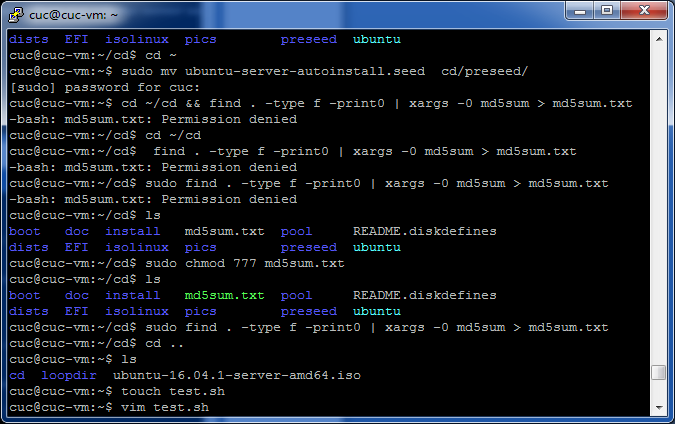 cuc@cuc-vm: ~
dists  EFI  isolinux  pics        preseed  ubuntu
cuc@cuc-vm:~/cd$ cd ~
cuc@cuc-vm:~$ sudo mv ubuntu-server-autoinstall.seed  cd/preseed/
[sudo] password for cuc:
cuc@cuc-vm:~$ cd ~/cd && find . -type f -print0 | xargs -0 md5sum > md5sum.txt
-bash: md5sum.txt: Permission denied
cuc@cuc-vm:~/cd$ cd ~/cd
cuc@cuc-vm:~/cd$  find . -type f -print0 | xargs -0 md5sum > md5sum.txt
-bash: md5sum.txt: Permission denied
cuc@cuc-vm:~/cd$ sudo find . -type f -print0 | xargs -0 md5sum > md5sum.txt
-bash: md5sum.txt: Permission denied
cuc@cuc-vm:~/cd$ ls
boot   doc  install   md5sum.txt  pool     README.diskdefines
dists  EFI  isolinux  pics        preseed  ubuntu
cuc@cuc-vm:~/cd$ sudo chmod 777 md5sum.txt
cuc@cuc-vm:~/cd$ ls
boot   doc  install   md5sum.txt  pool     README.diskdefines
dists  EFI  isolinux  pics        preseed  ubuntu
cuc@cuc-vm:~/cd$ sudo find . -type f -print0 | xargs -0 md5sum > md5sum.txt
cuc@cuc-vm:~/cd$ cd ..
cuc@cuc-vm:~$ ls
cd  loopdir  ubuntu-16.04.1-server-amd64.iso
cuc@cuc-vm:~$ touch test.sh
cuc@cuc-vm:~$ vim test.sh